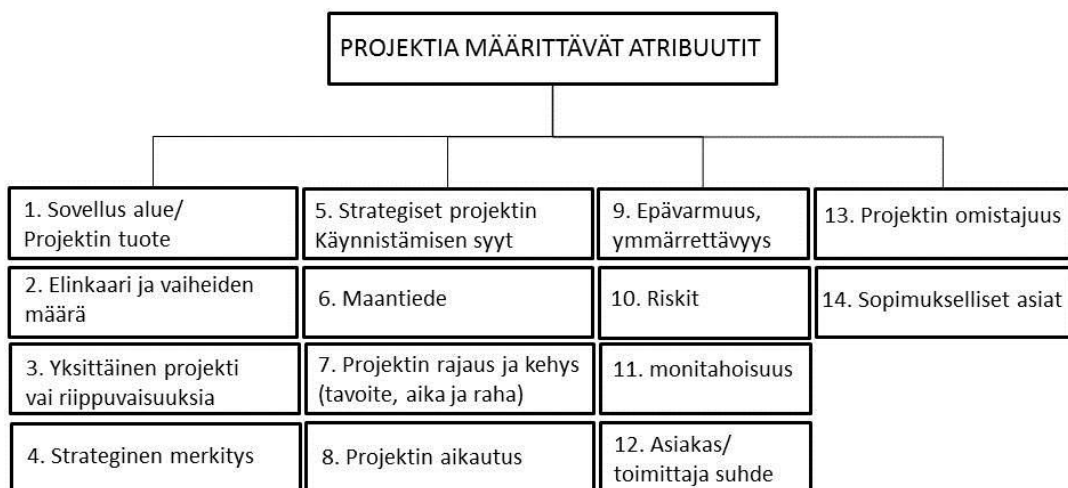 PROJEKTIA MÄÄRITTÄVÄT ATRIBUUTIT
1. Sovellus alue/
Projektin tuote
2. Elinkaari ja vaiheiden
määrä
3. Yksittäinen projekti
vai riippuvaisuuksia
4. Strateginen merkitys
5. Strategiset projektin
Käynnistämisen syyt
6. Maantiede
7. Projektin rajaus ja kehys
(tavoite, aika ja raha)
8. Projektin aikautus
9. Epävarmuus,
ymmärrettävyys
10. Riskit
11. monitahoisuus
12. Asiakas/
toimittaja suhde
13. Projektin omistajuus
14. Sopimukselliset asiat